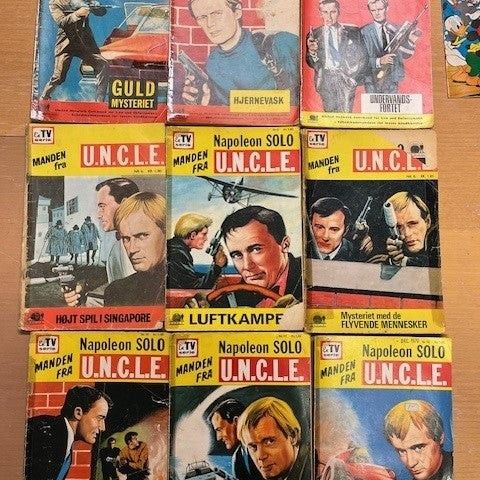 GULD
MYSTERIET
HJERNEVASK
UNDERVANDS-
FORTET
& TV
serie
MANDEN
fra
U.N.C.L.E.
HØJT SPIL I SINGAPORE
& TV
serie
Napoleon SOLO
MANDEN
FRA
U.N.C.L.E.
LUFTKAMPE
& TV
serie
MANDEN
fra
U.N.C.L.E.
Mysteriet med de
FLYVENDE MENNESKER
& TV
serie
Napoleon SOLO
MANDEN
FRA
U.N.C.L.E.
& TV
serie
Napoleon SOLO
MANDEN
FRA
U.N.C.L.E.
& TV
serie
Napoleon SOLO
MANDEN
FRA
U.N.C.L.E.